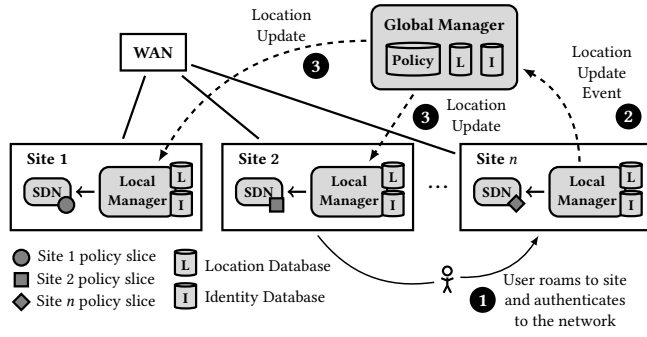 Location
Update
Global Manager
Policy
L
I
WAN
3
Location
Update
Event
2
3
Location
Update
Site 1
SDN
Local
Manager
L
I
Site 2
SDN
Local
Manager
L
I
...
Site n
SDN
Local
Manager
L
I
Site 1 policy slice
Site 2 policy slice
Site n policy slice
L
Location Database
I
Identity Database
1
User roams to site
and authenticates
to the network